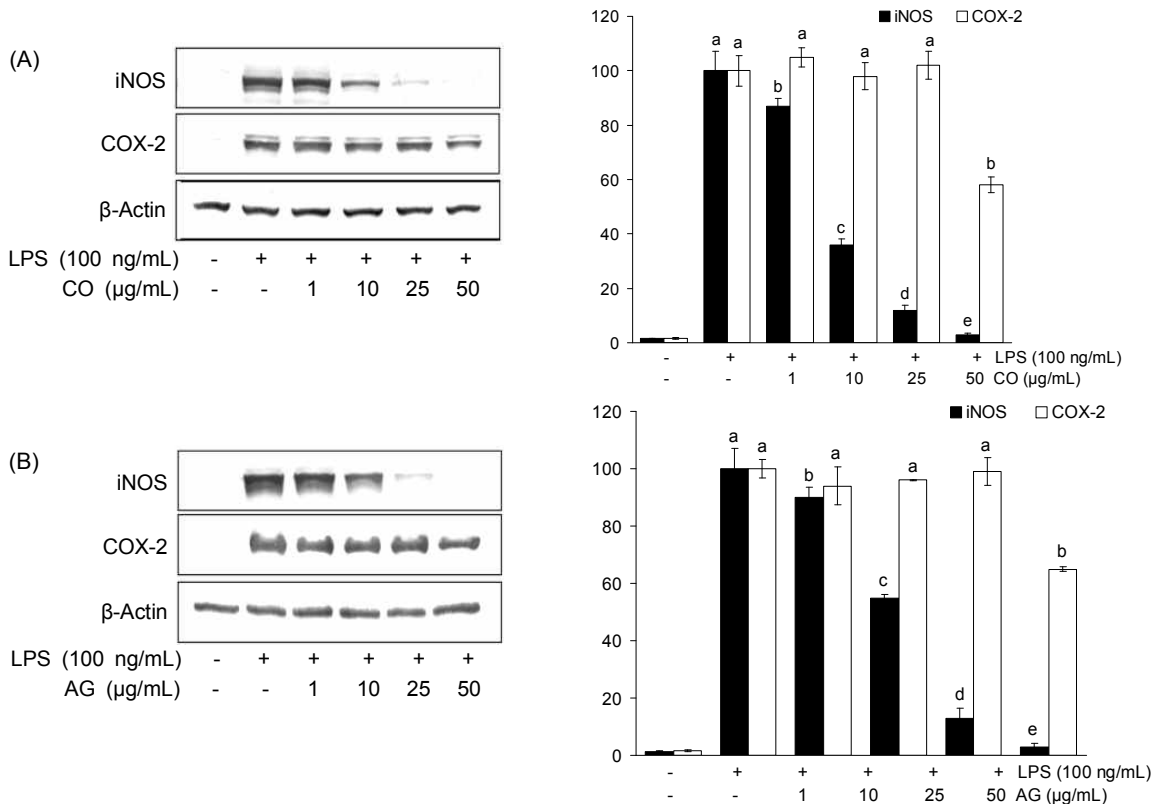 (A)
iNOS
COX-2
β-Actin
LPS (100 ng/mL) - + + + + +
CO (μg/mL) - - 1 10 25 50
iNOS COX-2
120
100
80
60
40
20
0
a a b a c a d a e b
- + + + + + LPS (100 ng/mL)
- - 1 10 25 50 CO (μg/mL)
(B)
iNOS
COX-2
β-Actin
LPS (100 ng/mL) - + + + + +
AG (μg/mL) - - 1 10 25 50
iNOS COX-2
120
100
80
60
40
20
0
a a b a c a d a e b
- + + + + + LPS (100 ng/mL)
- - 1 10 25 50 AG (μg/mL)